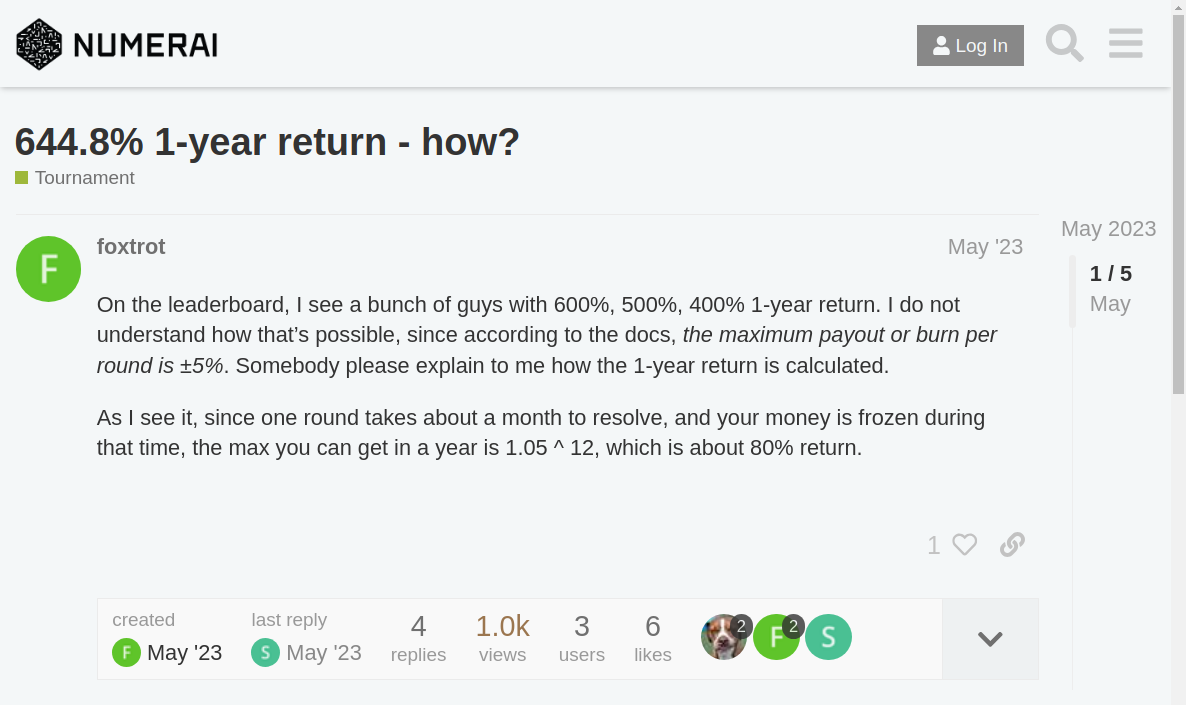 NUMERAI
Log In
644.8% 1-year return - how?
Tournament
May 2023
F
foxtrot
May '23
1 / 5
May
On the leaderboard, I see a bunch of guys with 600%, 500%, 400% 1-year return. I do not
understand how that’s possible, since according to the docs, the maximum payout or burn per
round is ±5%. Somebody please explain to me how the 1-year return is calculated.
As I see it, since one round takes about a month to resolve, and your money is frozen during
that time, the max you can get in a year is 1.05 ^ 12, which is about 80% return.
1
created
F May '23
last reply
S May '23
4
replies
1.0k
views
3
users
6
likes
2
F 2
S